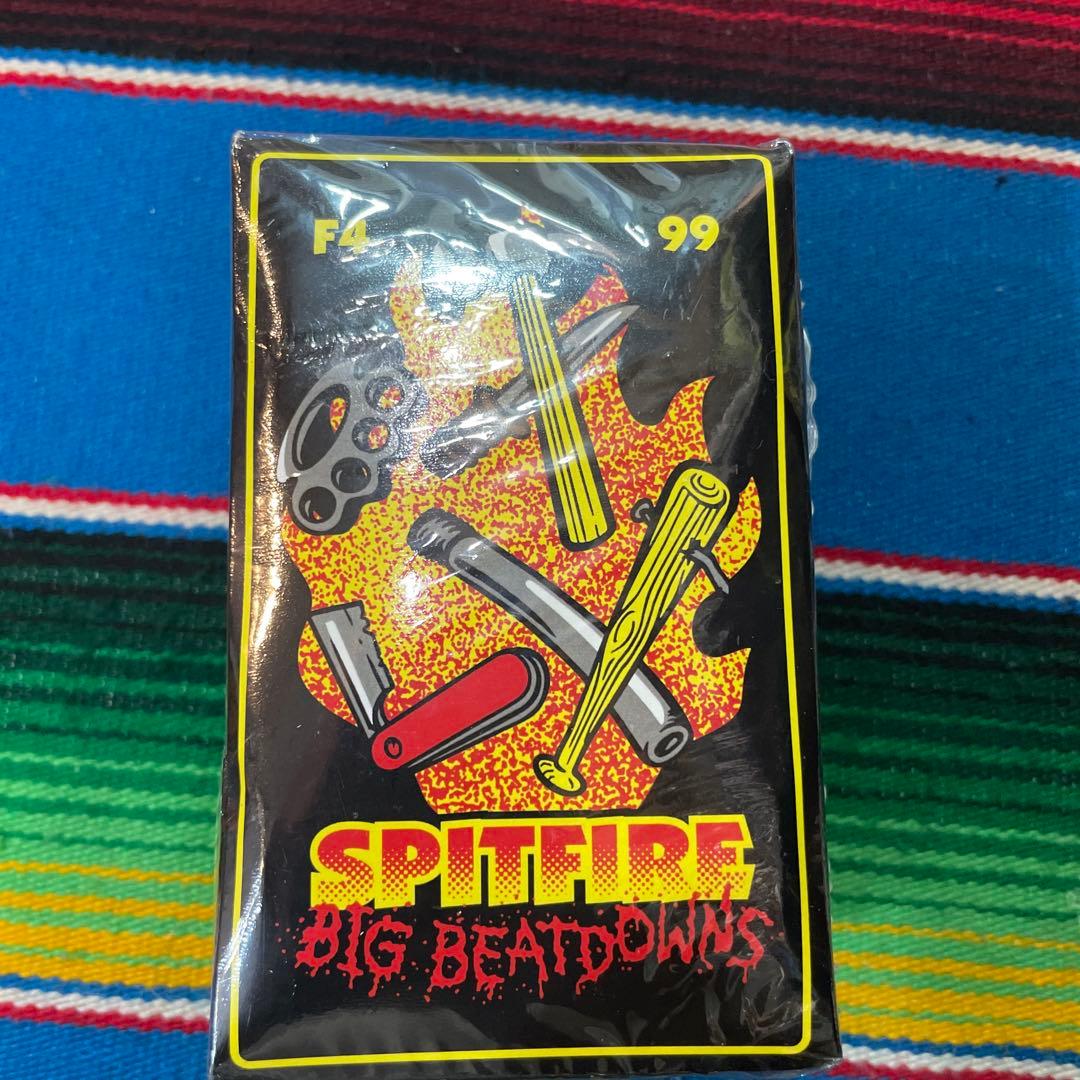 F4 99
SPITFIRE
BIG BEATDOWNS